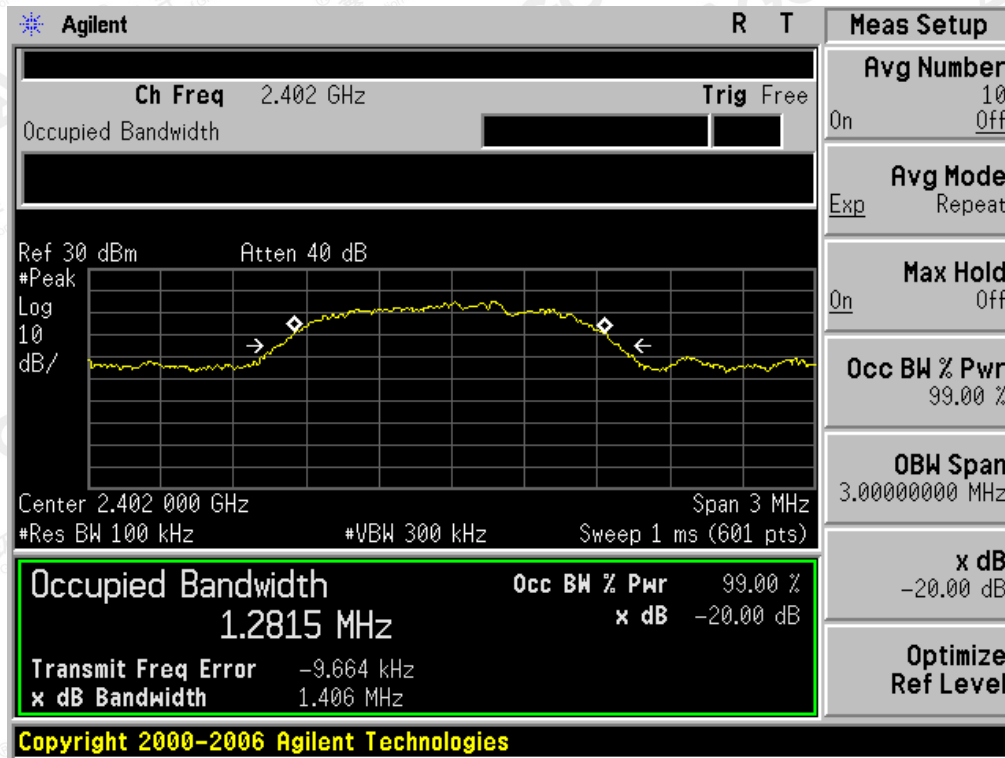 Agilent R T
Ch Freq 2.402 GHz Trig Free
Occupied Bandwidth
Ref 30 dBm Atten 40 dB
#Peak
Log
10
dB/
Center 2.402 000 GHz Span 3 MHz
#Res BW 100 kHz #VBW 300 kHz Sweep 1 ms (601 pts)
Occupied Bandwidth Occ BW % Pwr 99.00 %
1.2815 MHz x dB -20.00 dB
Transmit Freq Error -9.664 kHz
x dB Bandwidth 1.406 MHz
Copyright 2000-2006 Agilent Technologies
Meas Setup
Avg Number
10
On Off
Avg Mode
Exp Repeat
Max Hold
On Off
Occ BW % Pwr
99.00 %
OBW Span
3.00000000 MHz
x dB
-20.00 dB
Optimize
Ref Level